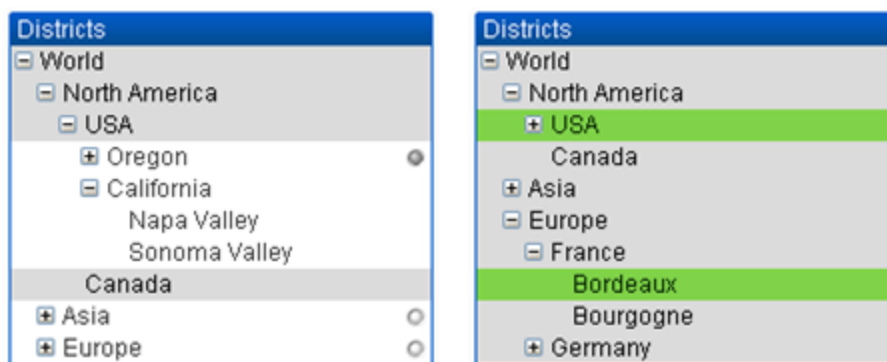 Districts
World
North America
USA
Oregon
California
Napa Valley
Sonoma Valley
Canada
Asia
Europe
Districts
World
North America
USA
Canada
Asia
Europe
France
Bordeaux
Bourgogne
Germany